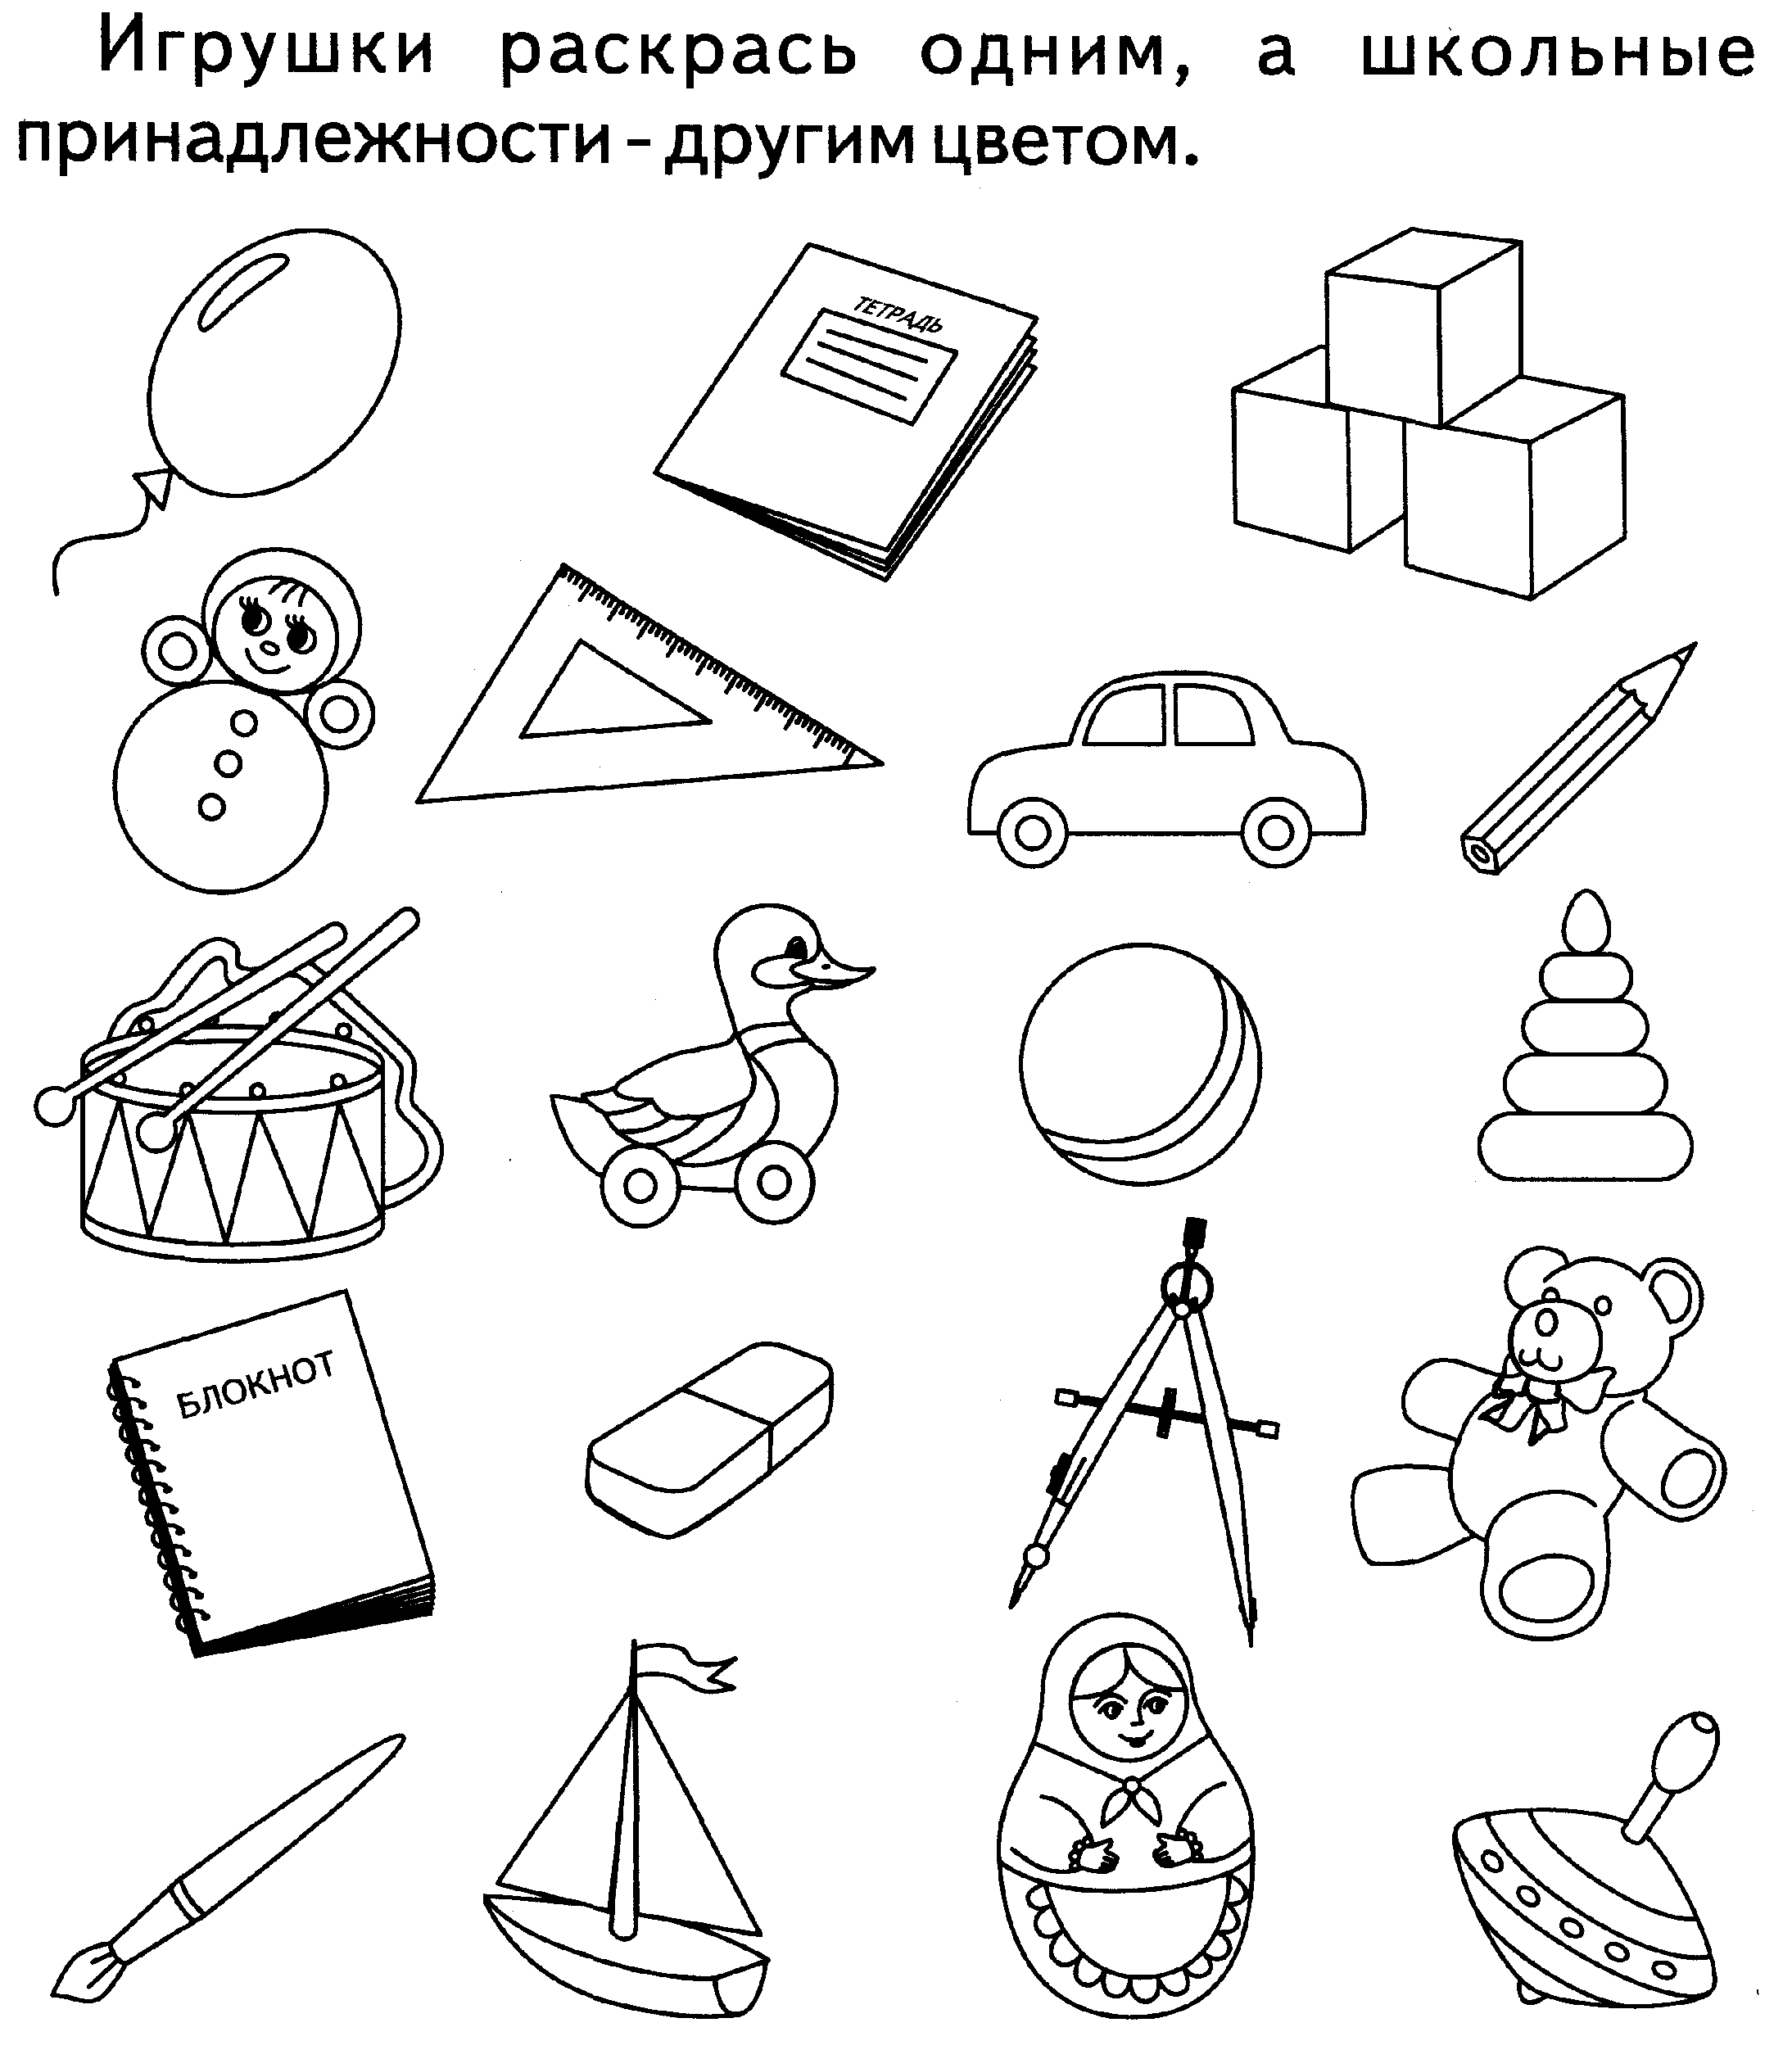 Игрушки раскрась одним, а школьные
принадлежности - другим цветом.
ТЕТРАДЬ
БЛОКНОТ